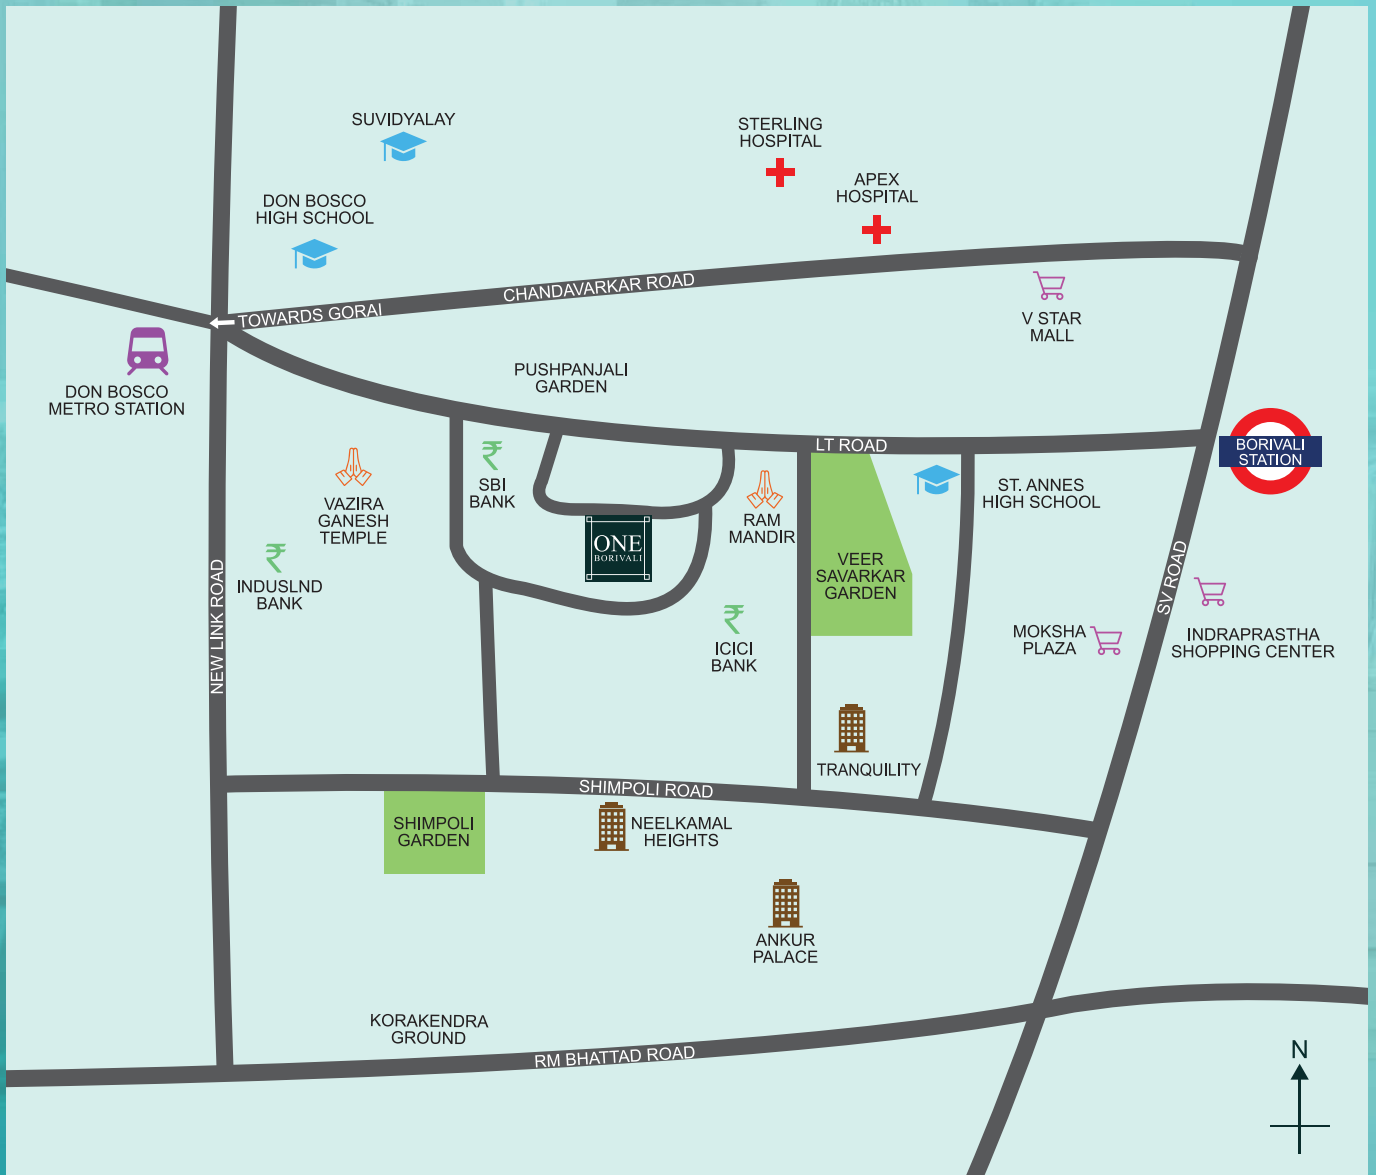 SUVIDYALAY
STERLING
HOSPITAL
APEX
HOSPITAL
DON BOSCO
HIGH SCHOOL
CHANDAVARKAR ROAD
TOWARDS GORAI
V STAR
MALL
DON BOSCO
METRO STATION
PUSHPANJALI
GARDEN
LT ROAD
BORIVALI
STATION
VAZIRA
GANESH
TEMPLE
₹
SBI
BANK
RAM
MANDIR
ST. ANNES
HIGH SCHOOL
ONE
BORIVALI
VEER
SAVARKAR
GARDEN
₹
INDUSLND
BANK
NEW LINK ROAD
SV ROAD
₹
ICICI
BANK
MOKSHA
PLAZA
INDRAPRASTHA
SHOPPING CENTER
TRANQUILITY
SHIMPOLI ROAD
SHIMPOLI
GARDEN
NEELKAMAL
HEIGHTS
ANKUR
PALACE
KORAKENDRA
GROUND
RM BHATTAD ROAD
N